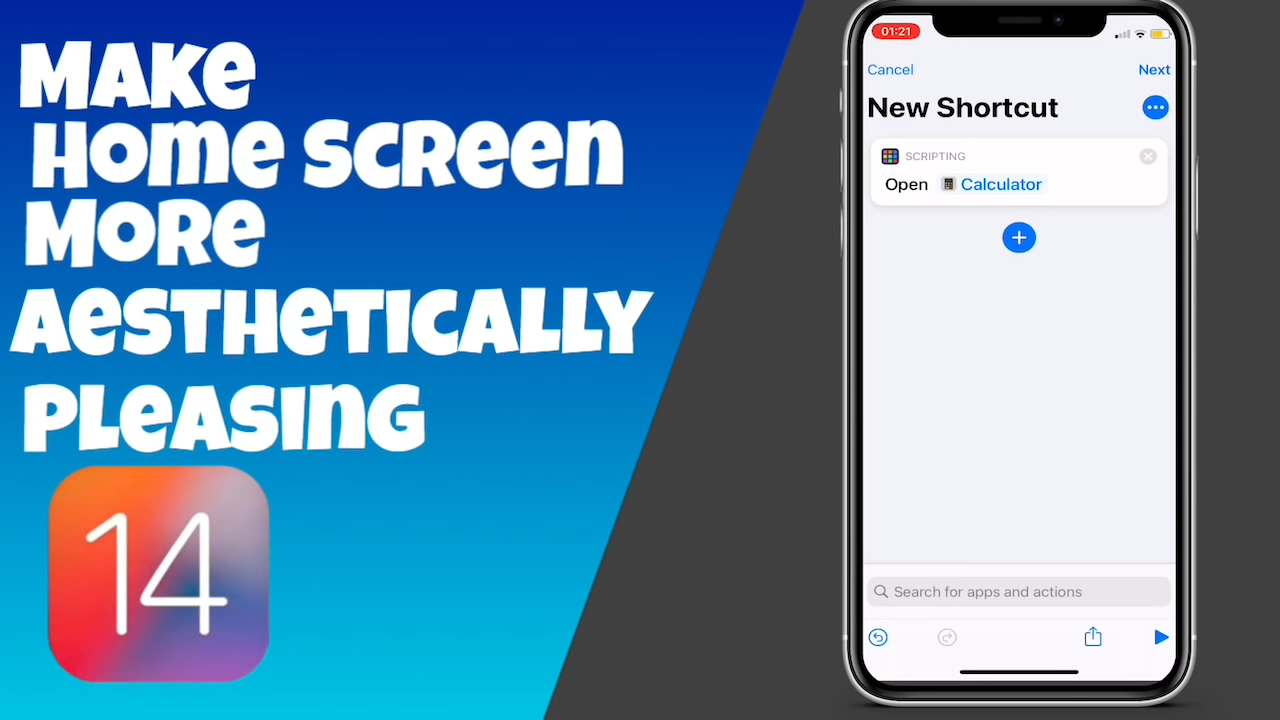 Make
Home Screen
More
Aesthetically
Pleasing
14
01:21
Cancel
Next
New Shortcut
SCRIPTING
Open Calculator
Search for apps and actions